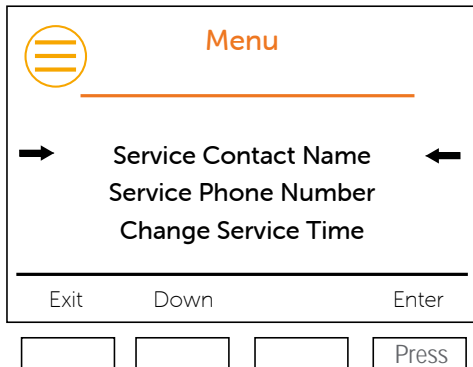 Menu
Service Contact Name
Service Phone Number
Change Service Time
Exit Down Enter
Press